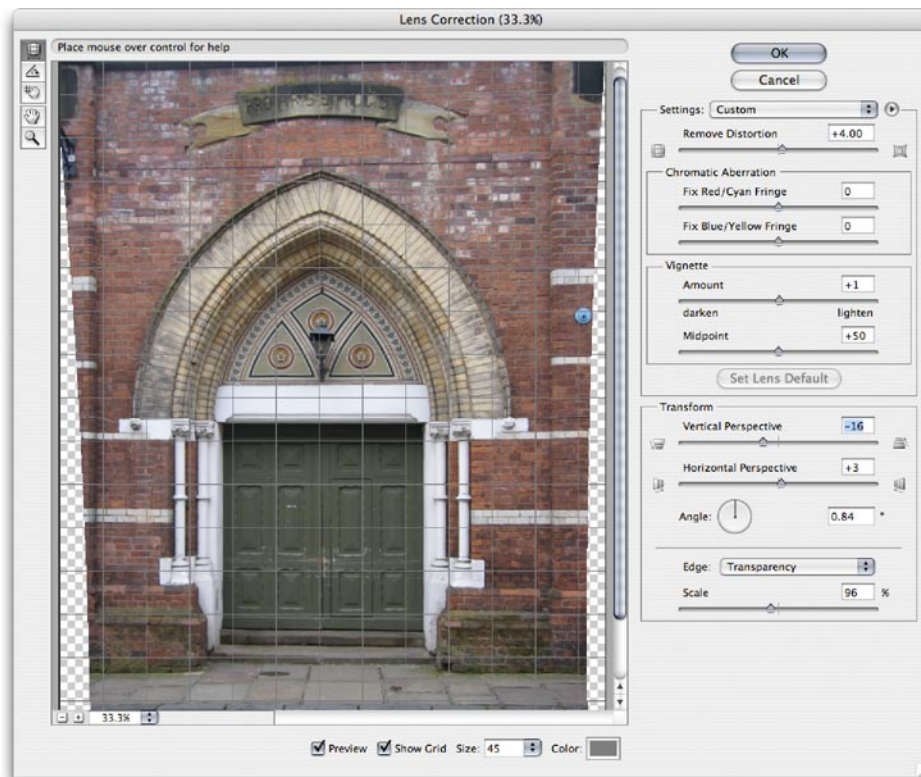 Lens Correction (33.3%)
Place mouse over control for help
OK
Cancel
Settings: Custom
Remove Distortion +4.00
Chromatic Aberration
Fix Red/Cyan Fringe 0
Fix Blue/Yellow Fringe 0
Vignette
Amount +1
darken lighten
Midpoint +50
Set Lens Default
Transform
Vertical Perspective -16
Horizontal Perspective +3
Angle: 0.84 °
Edge: Transparency
Scale 96 %
33.3%
Preview Show Grid Size: 45 Color: